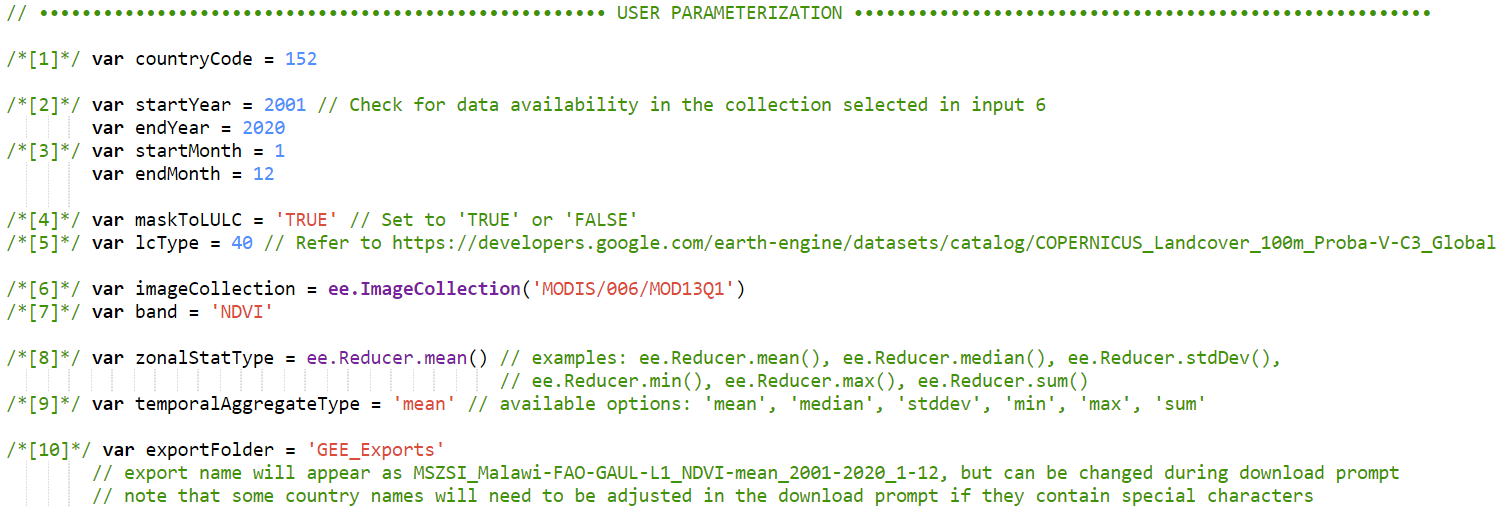 // ••••••••••••••••••••••••••••••••••••••••••••••••••••• USER PARAMETERIZATION ••••••••••••••••••••••••••••••••••••••••••••••••••••••
/*[1]*/ var countryCode = 152
/*[2]*/ var startYear = 2001 // Check for data availability in the collection selected in input 6
var endYear = 2020
/*[3]*/ var startMonth = 1
var endMonth = 12
/*[4]*/ var maskToLULC = 'TRUE' // Set to 'TRUE' or 'FALSE'
/*[5]*/ var lcType = 40 // Refer to https://developers.google.com/earth-engine/datasets/catalog/COPERNICUS_Landcover_100m_Proba-V-C3_Global
/*[6]*/ var imageCollection = ee.ImageCollection('MODIS/006/MOD13Q1')
/*[7]*/ var band = 'NDVI'
/*[8]*/ var zonalStatType = ee.Reducer.mean() // examples: ee.Reducer.mean(), ee.Reducer.median(), ee.Reducer.stdDev(),
// ee.Reducer.min(), ee.Reducer.max(), ee.Reducer.sum()
/*[9]*/ var temporalAggregateType = 'mean' // available options: 'mean', 'median', 'stddev', 'min', 'max', 'sum'
/*[10]*/ var exportFolder = 'GEE_Exports'
// export name will appear as MSZSI_Malawi-FAO-GAUL-L1_NDVI-mean_2001-2020_1-12, but can be changed during download prompt
// note that some country names will need to be adjusted in the download prompt if they contain special characters